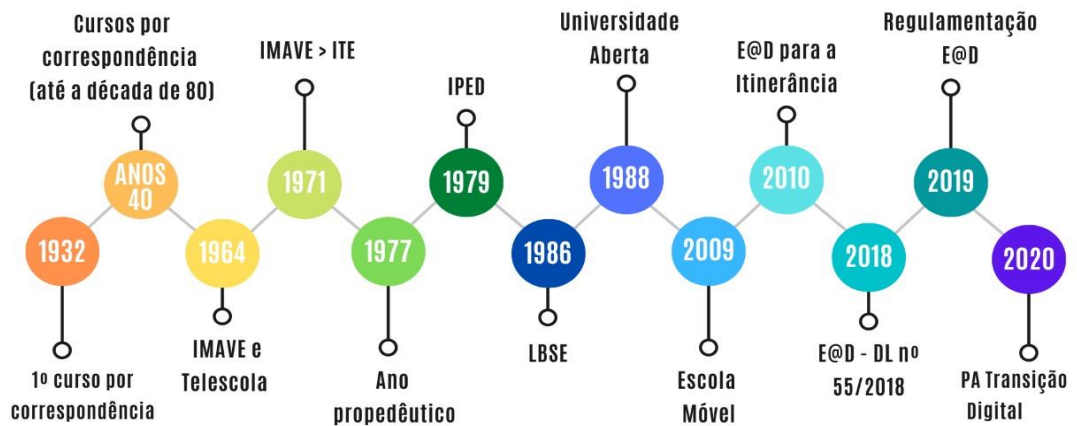 1932
1º curso por
correspondência
Cursos por
correspondência
(até a década de 80)
ANOS
40
1964
IMAVE e
Telescola
IMAVE > ITE
1971
1977
Ano
propedêutico
IPED
1979
1986
LBSE
Universidade
Aberta
1988
2009
Escola
Móvel
E@D para a
Itinerância
2010
2018
E@D - DL nº
55/2018
Regulamentação
E@D
2019
2020
PA Transição
Digital